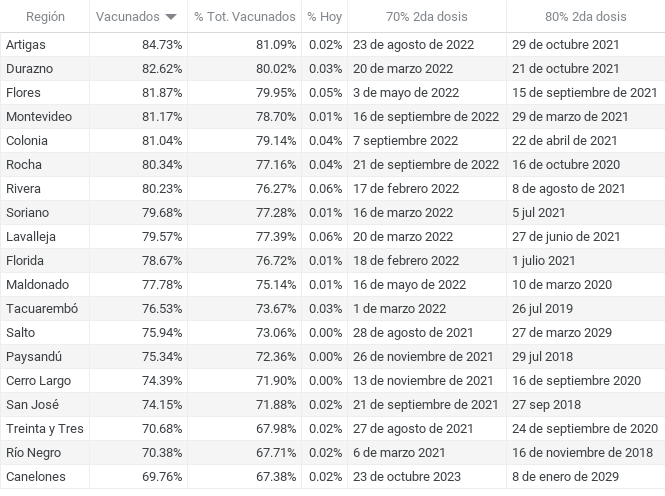 Región Vacunados % Tot. Vacunados % Hoy 70% 2da dosis 80% 2da dosis
Artigas 84.73% 81.09% 0.02% 23 de agosto de 2022 29 de octubre 2021
Durazno 82.62% 80.02% 0.03% 20 de marzo de 2022 21 de octubre 2021
Flores 81.87% 79.95% 0.05% 3 de mayo de 2022 15 de septiembre de 2021
Montevideo 81.17% 78.70% 0.01% 16 de septiembre de 2022 29 de marzo de 2021
Colonia 81.04% 79.14% 0.04% 7 septiembre 2022 22 de abril de 2021
Rocha 80.34% 77.16% 0.04% 21 de septiembre de 2022 16 de octubre 2020
Rivera 80.23% 76.27% 0.06% 17 de febrero 2022 8 de agosto de 2021
Soriano 79.68% 77.28% 0.01% 16 de marzo 2022 5 jul 2021
Lavalleja 79.57% 77.39% 0.06% 20 de marzo 2022 27 de junio de 2021
Florida 78.67% 76.72% 0.01% 18 de febrero 2022 1 julio 2021
Maldonado 77.78% 75.14% 0.01% 16 de mayo de 2022 10 de marzo 2020
Tacuarembó 76.53% 73.67% 0.03% 1 de marzo 2022 26 jul 2019
Salto 75.94% 73.06% 0.00% 28 de agosto de 2021 27 de marzo 2029
Paysandú 75.34% 72.36% 0.00% 26 de noviembre de 2021 29 jul 2018
Cerro Largo 74.39% 71.90% 0.00% 13 de noviembre de 2021 16 de septiembre 2020
San José 74.15% 71.88% 0.02% 21 de septiembre de 2021 27 sep 2018
Treinta y Tres 70.68% 67.98% 0.02% 27 de agosto de 2021 24 de septiembre de 2020
Río Negro 70.38% 67.71% 0.02% 6 de marzo 2021 16 de noviembre de 2018
Canelones 69.76% 67.38% 0.02% 23 de octubre 2023 8 de enero de 2029